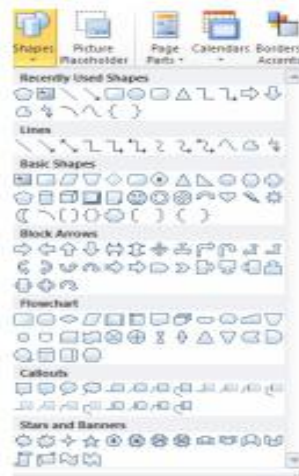 Shapes Picture Placeholder Page Parts Calendars Borders Accents
Recently Used Shapes
Lines
Basic Shapes
Block Arrows
Flowchart
Callouts
Stars and Banners